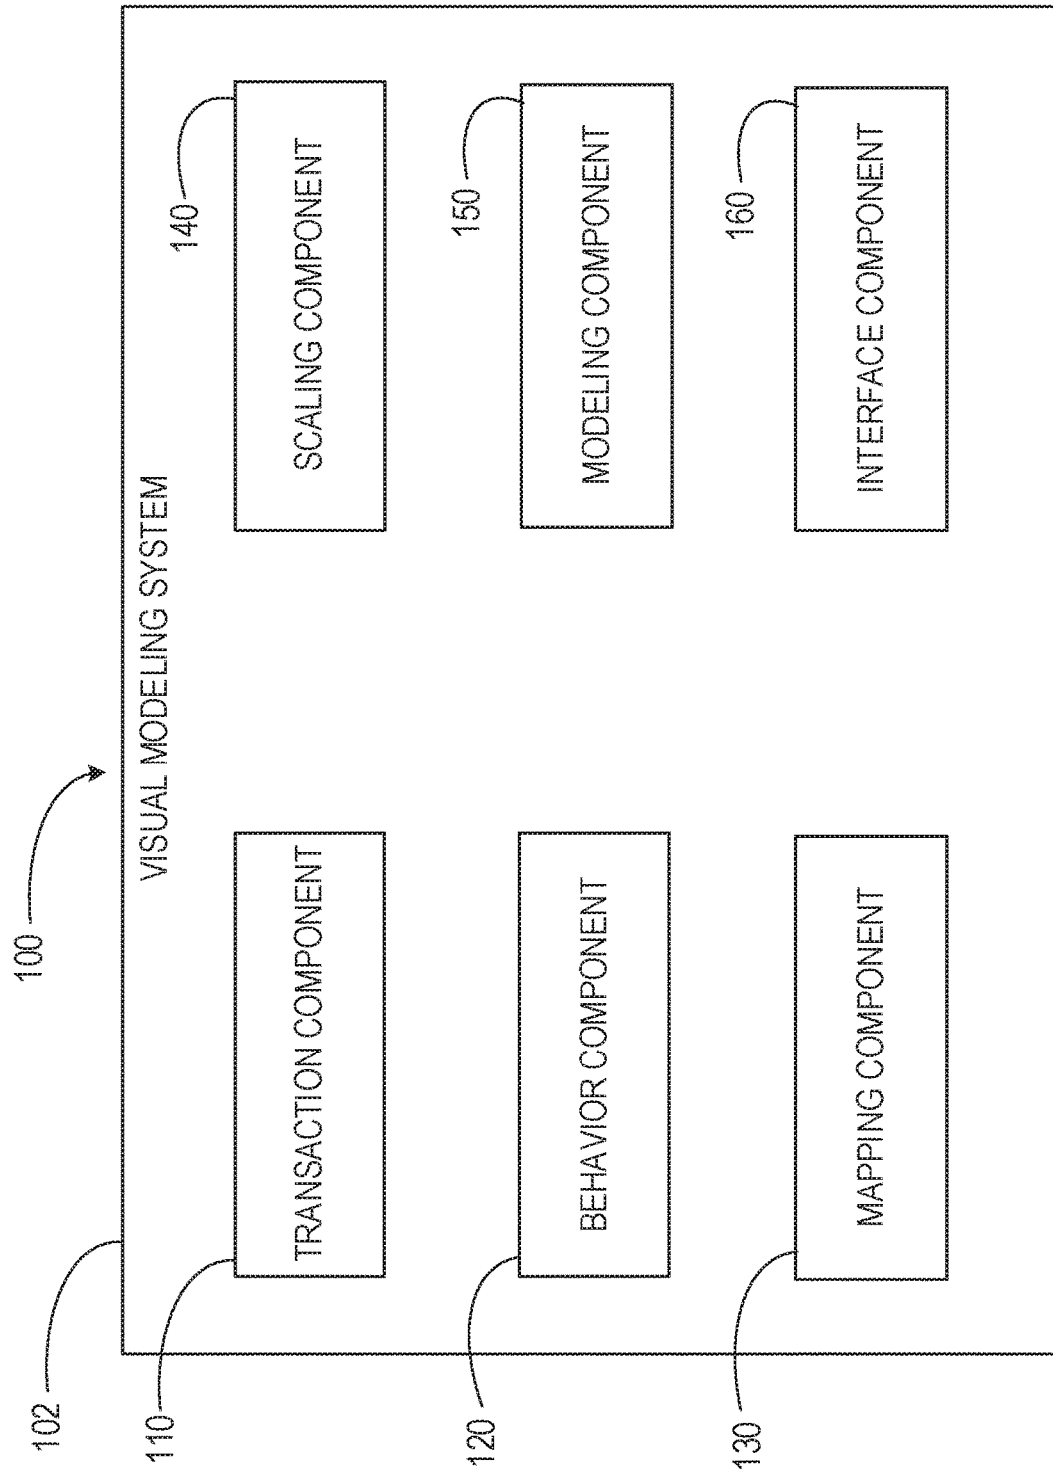 100
102
VISUAL MODELING SYSTEM
110
TRANSACTION COMPONENT
140
SCALING COMPONENT
120
BEHAVIOR COMPONENT
150
MODELING COMPONENT
130
MAPPING COMPONENT
160
INTERFACE COMPONENT